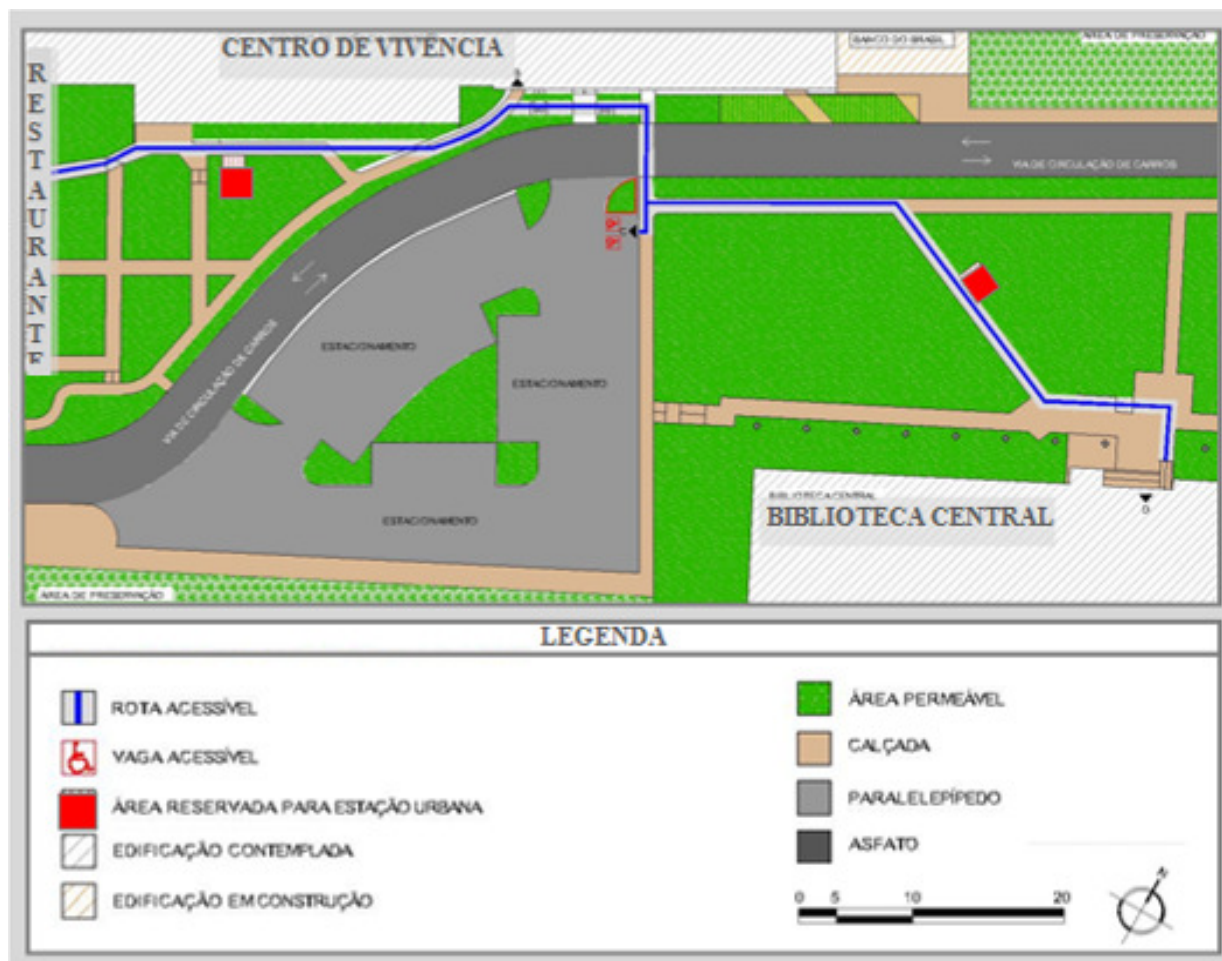 CENTRO DE VIVÊNCIA
BANCO DO BRASIL
ÁREA DE PRESERVAÇÃO
RESTAURANTE
VIA DE CIRCULAÇÃO DE CARROS
C
ESTACIONAMENTO
ESTACIONAMENTO
VIA DE CIRCULAÇÃO DE CARROS
ESTACIONAMENTO
BIBLIOTECA CENTRAL
BIBLIOTECA CENTRAL
D
ÁREA DE PRESERVAÇÃO
LEGENDA
ROTA ACESSÍVEL
VAGA ACESSÍVEL
ÁREA RESERVADA PARA ESTAÇÃO URBANA
EDIFICAÇÃO CONTEMPLADA
EDIFICAÇÃO EM CONSTRUÇÃO
ÁREA PERMEÁVEL
CALÇADA
PARALELEPÍPEDO
ASFATO
0 5 10 20
N